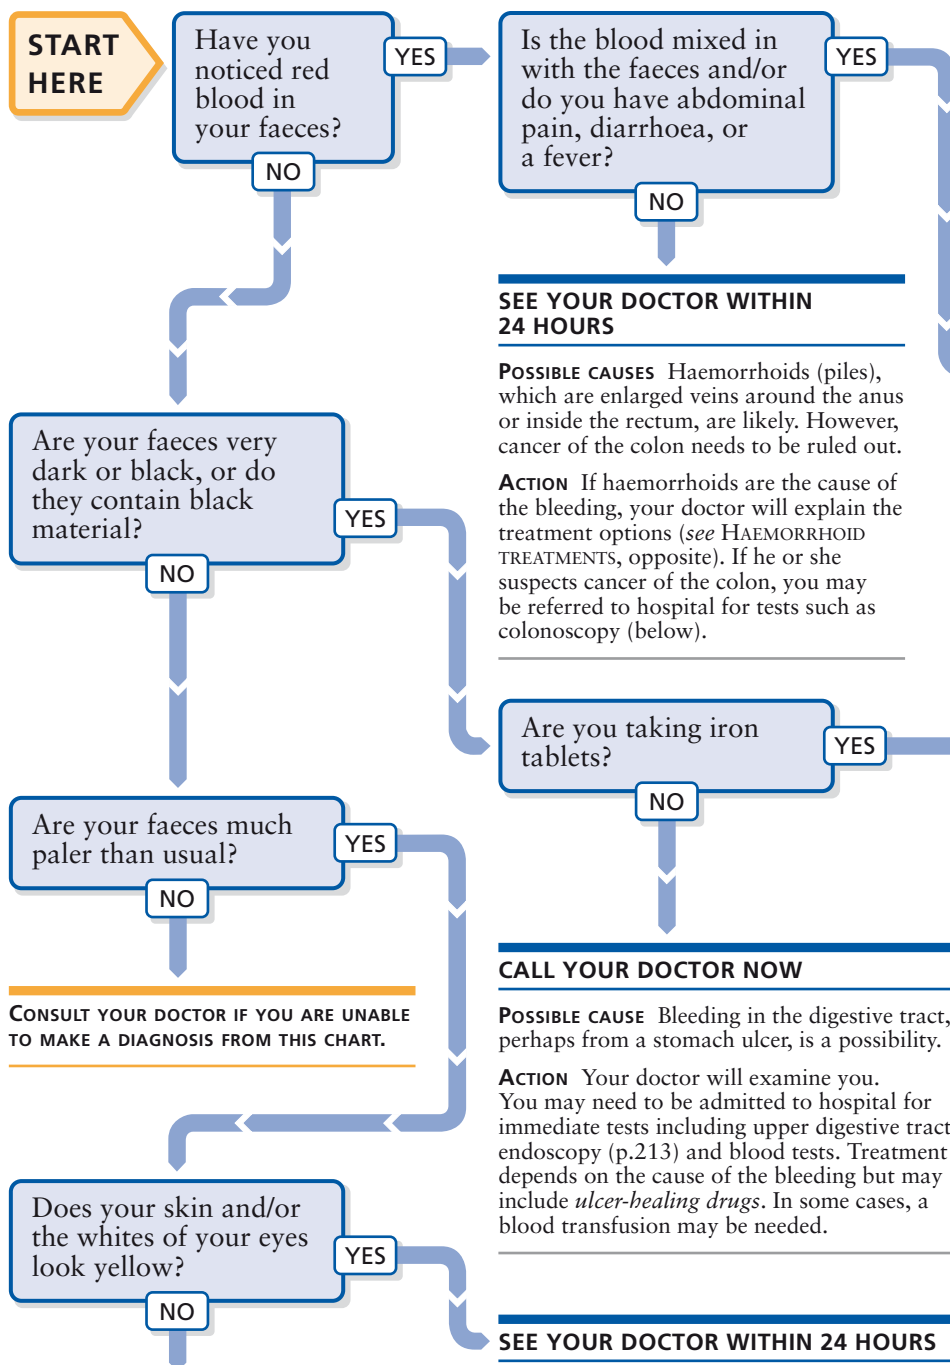 START
HERE
Have you
noticed red
blood in
your faeces?
YES
NO
Is the blood mixed in
with the faeces and/or
do you have abdominal
pain, diarrhoea, or
a fever?
YES
NO
SEE YOUR DOCTOR WITHIN
24 HOURS
POSSIBLE CAUSES Haemorrhoids (piles),
which are enlarged veins around the anus
or inside the rectum, are likely. However,
cancer of the colon needs to be ruled out.
ACTION If haemorrhoids are the cause of
the bleeding, your doctor will explain the
treatment options (see HAEMORRHOID
TREATMENTS, opposite). If he or she
suspects cancer of the colon, you may
be referred to hospital for tests such as
colonoscopy (below).
Are your faeces very
dark or black, or do
they contain black
material?
YES
NO
Are you taking iron
tablets?
YES
NO
Are your faeces much
paler than usual?
YES
NO
CONSULT YOUR DOCTOR IF YOU ARE UNABLE
TO MAKE A DIAGNOSIS FROM THIS CHART.
CALL YOUR DOCTOR NOW
POSSIBLE CAUSE Bleeding in the digestive tract,
perhaps from a stomach ulcer, is a possibility.
ACTION Your doctor will examine you.
You may need to be admitted to hospital for
immediate tests including upper digestive tract
endoscopy (p.213) and blood tests. Treatment
depends on the cause of the bleeding but may
include ulcer-healing drugs. In some cases, a
blood transfusion may be needed.
Does your skin and/or
the whites of your eyes
look yellow?
YES
NO
SEE YOUR DOCTOR WITHIN 24 HOURS